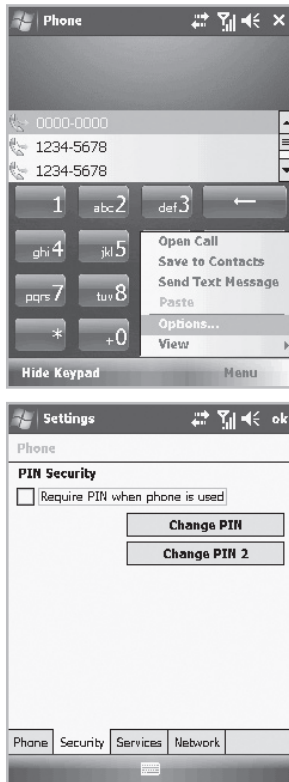 Phone
0000-0000
1234-5678
1234-5678
1 abc2 def3 ←
ghi4 jkl5
pqrs7 tuv8
* +0
Open Call
Save to Contacts
Send Text Message
Paste
Options...
View
Hide Keypad Menu
Settings ok
Phone
PIN Security
Require PIN when phone is used
Change PIN
Change PIN 2
Phone Security Services Network